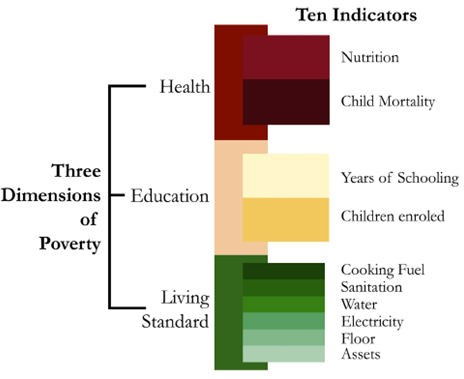 Ten Indicators
Three
Dimensions
of
Poverty
Health
Nutrition
Child Mortality
Education
Years of Schooling
Children enroled
Living
Standard
Cooking Fuel
Sanitation
Water
Electricity
Floor
Assets